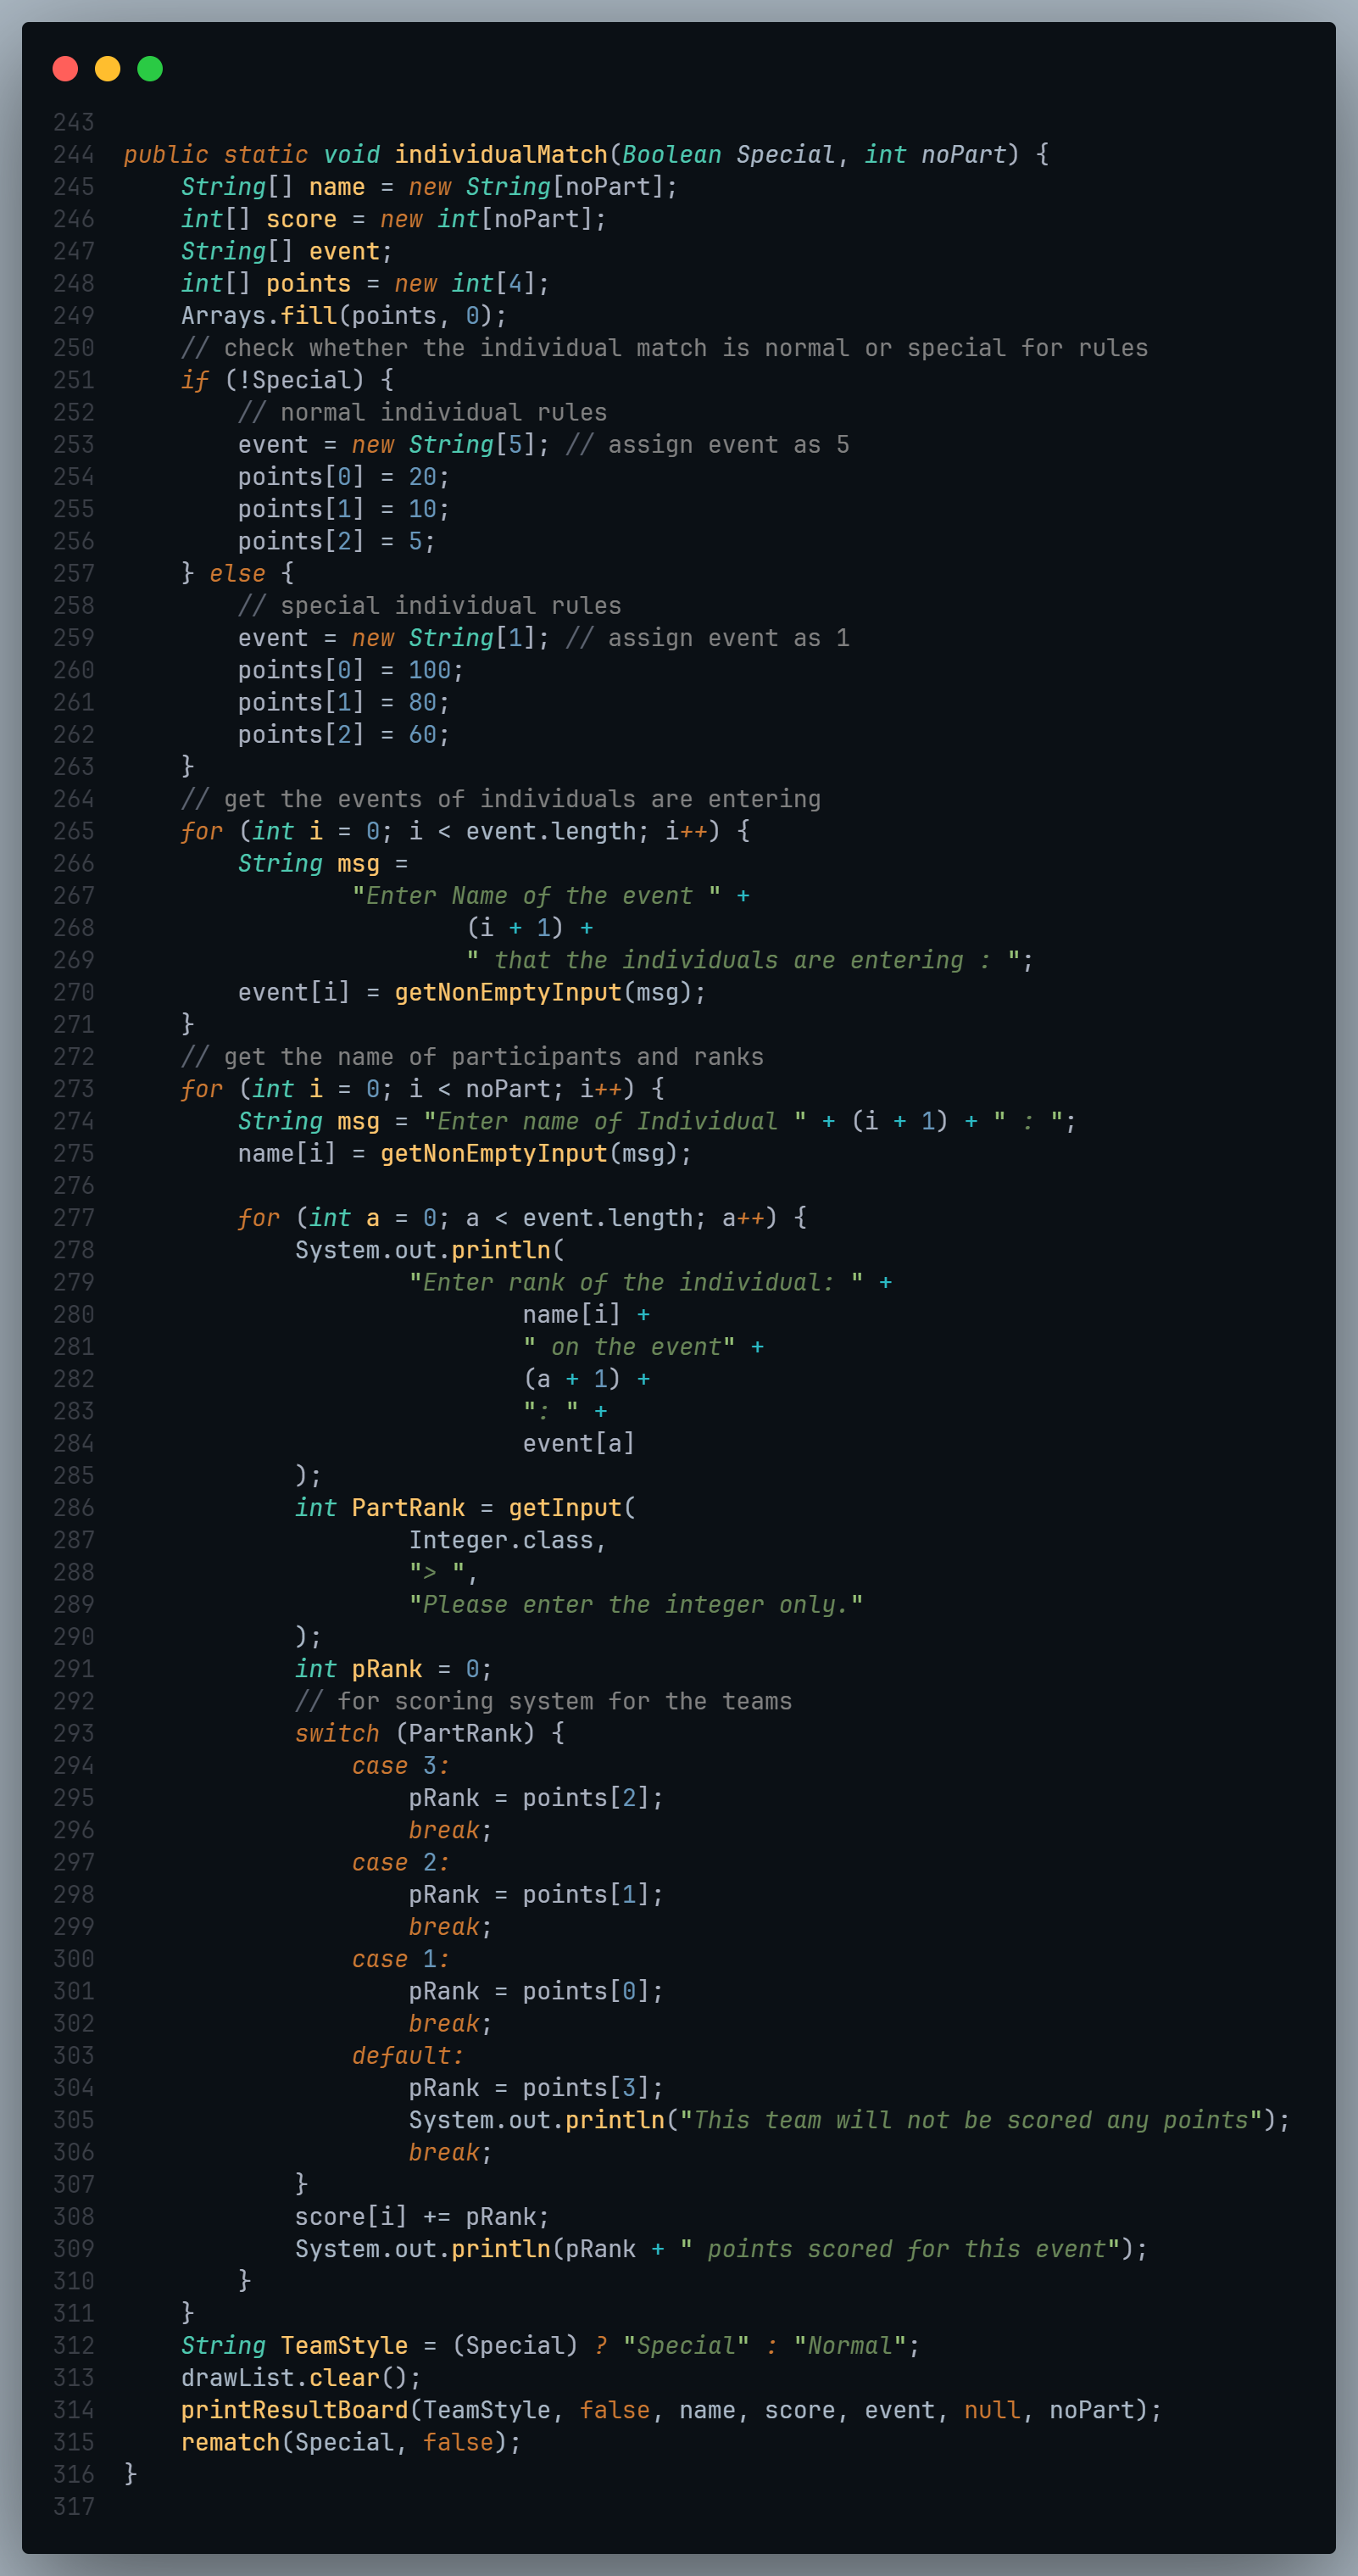 243
244 public static void individualMatch(Boolean Special, int noPart) {
245     String[] name = new String[noPart];
246     int[] score = new int[noPart];
247     String[] event;
248     int[] points = new int[4];
249     Arrays.fill(points, 0);
250     // check whether the individual match is normal or special for rules
251     if (!Special) {
252         // normal individual rules
253         event = new String[5]; // assign event as 5
254         points[0] = 20;
255         points[1] = 10;
256         points[2] = 5;
257     } else {
258         // special individual rules
259         event = new String[1]; // assign event as 1
260         points[0] = 100;
261         points[1] = 80;
262         points[2] = 60;
263     }
264     // get the events of individuals are entering
265     for (int i = 0; i < event.length; i++) {
266         String msg =
267                 "Enter Name of the event " +
268                         (i + 1) +
269                         " that the individuals are entering : ";
270         event[i] = getNonEmptyInput(msg);
271     }
272     // get the name of participants and ranks
273     for (int i = 0; i < noPart; i++) {
274         String msg = "Enter name of Individual " + (i + 1) + " : ";
275         name[i] = getNonEmptyInput(msg);
276
277         for (int a = 0; a < event.length; a++) {
278             System.out.println(
279                     "Enter rank of the individual: " +
280                             name[i] +
281                             " on the event" +
282                             (a + 1) +
283                             ": " +
284                             event[a]
285             );
286             int PartRank = getInput(
287                     Integer.class,
288                     "> ",
289                     "Please enter the integer only."
290             );
291             int pRank = 0;
292             // for scoring system for the teams
293             switch (PartRank) {
294                 case 3:
295                     pRank = points[2];
296                     break;
297                 case 2:
298                     pRank = points[1];
299                     break;
300                 case 1:
301                     pRank = points[0];
302                     break;
303                 default:
304                     pRank = points[3];
305                     System.out.println("This team will not be scored any points");
306                     break;
307             }
308             score[i] += pRank;
309             System.out.println(pRank + " points scored for this event");
310         }
311     }
312     String TeamStyle = (Special) ? "Special" : "Normal";
313     drawList.clear();
314     printResultBoard(TeamStyle, false, name, score, event, null, noPart);
315     rematch(Special, false);
316 }
317